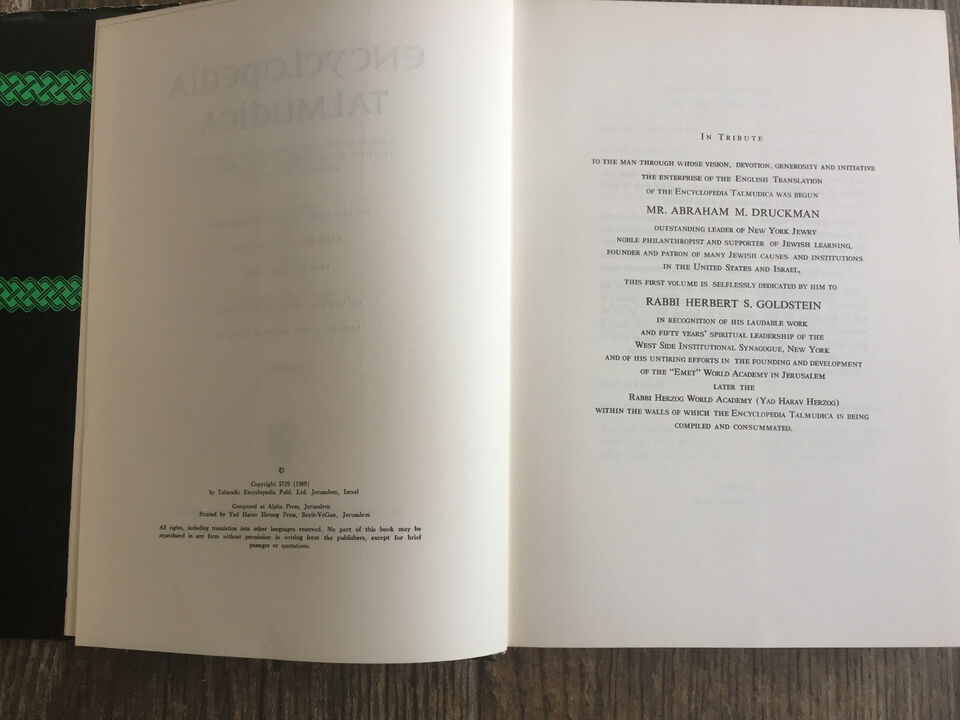 ENCYCLOPEDIA
TALMUDICA
©
Copyright 5729 (1969)
by Talmudic Encyclopedia Publ. Ltd. Jerusalem, Israel
Composed at Alpha Press, Jerusalem
Printed by Yad Harav Herzog Press, Beyit-VeGan, Jerusalem
All rights, including translation into other languages reserved. No part of this book may be
reproduced in any form without permission in writing from the publishers, except for brief
passages or quotations.
IN TRIBUTE
TO THE MAN THROUGH WHOSE VISION, DEVOTION, GENEROSITY AND INITIATIVE
THE ENTERPRISE OF THE ENGLISH TRANSLATION
OF THE ENCYCLOPEDIA TALMUDICA WAS BEGUN
MR. ABRAHAM M. DRUCKMAN
OUTSTANDING LEADER OF NEW YORK JEWRY
NOBLE PHILANTHROPIST AND SUPPORTER OF JEWISH LEARNING,
FOUNDER AND PATRON OF MANY JEWISH CAUSES AND INSTITUTIONS
IN THE UNITED STATES AND ISRAEL,
THIS FIRST VOLUME IS SELFLESSLY DEDICATED BY HIM TO
RABBI HERBERT S. GOLDSTEIN
IN RECOGNITION OF HIS LAUDABLE WORK
AND FIFTY YEARS' SPIRITUAL LEADERSHIP OF THE
WEST SIDE INSTITUTIONAL SYNAGOGUE, NEW YORK
AND OF HIS UNTIRING EFFORTS IN THE FOUNDING AND DEVELOPMENT
OF THE "EMET" WORLD ACADEMY IN JERUSALEM
LATER THE
RABBI HERZOG WORLD ACADEMY (YAD HARAV HERZOG)
WITHIN THE WALLS OF WHICH THE ENCYCLOPEDIA TALMUDICA IS BEING
COMPILED AND CONSUMMATED.